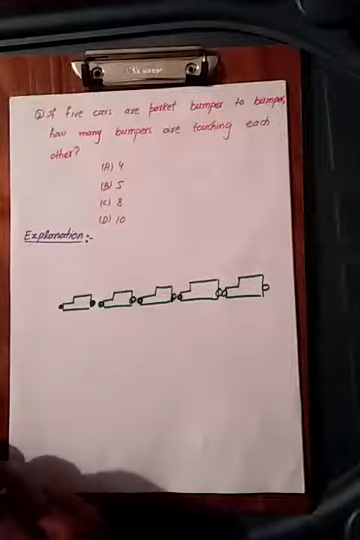 Q) If five cars are parket bumper to bumper,
how many bumpers are touching each
other?
(A) 4
(B) 5
(C) 8
(D) 10
Explanation:-